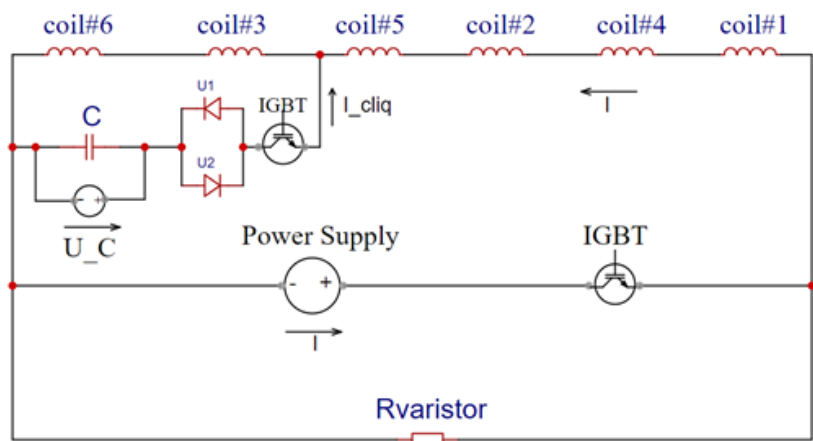 coil#6 coil#3 coil#5 coil#2 coil#4 coil#1
U1
IGBT
I_cliq
I
C
U2
- +
U_C
Power Supply
IGBT
- +
I
Rvaristor